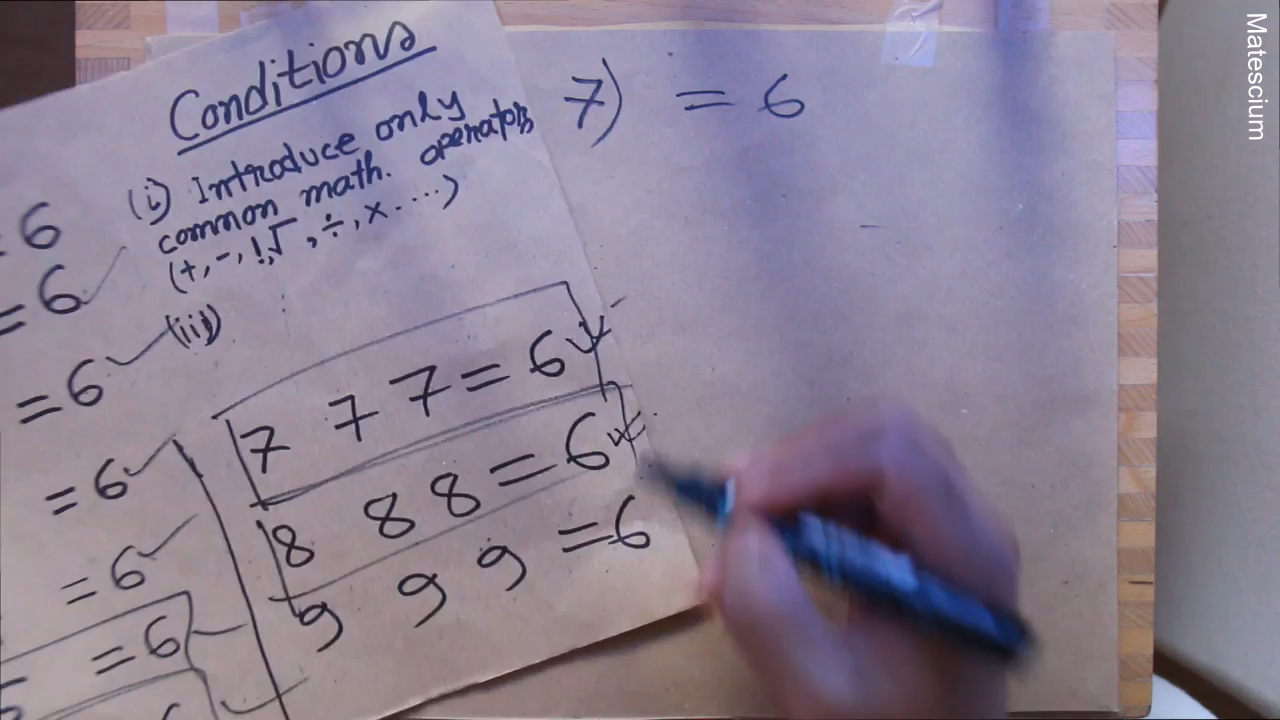 Conditions
(i) Introduce only
common math. operators
(+, -, !, √, ÷, x ....)
(ii)
7 7 7 = 6
8 8 8 = 6
9 9 9 = 6
= 6
= 6
= 6
= 6
= 6
= 6
7) = 6
Matescium